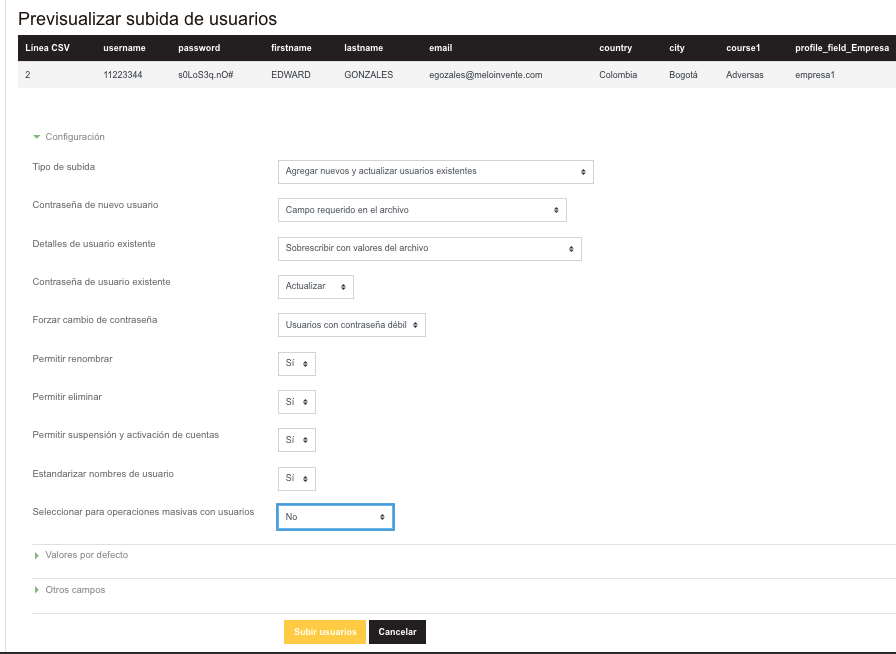 Previsualizar subida de usuarios
Línea CSV username password firstname lastname email country city course1 profile_field_Empresa
2 11223344 s0LoS3q.nO# EDWARD GONZALES egozales@meloinvente.com Colombia Bogotá Adversas empresa1
Configuración
Tipo de subida Agregar nuevos y actualizar usuarios existentes
Contraseña de nuevo usuario Campo requerido en el archivo
Detalles de usuario existente Sobrescribir con valores del archivo
Contraseña de usuario existente Actualizar
Forzar cambio de contraseña Usuarios con contraseña débil
Permitir renombrar Sí
Permitir eliminar Sí
Permitir suspensión y activación de cuentas Sí
Estandarizar nombres de usuario Sí
Seleccionar para operaciones masivas con usuarios No
Valores por defecto
Otros campos
Subir usuarios Cancelar